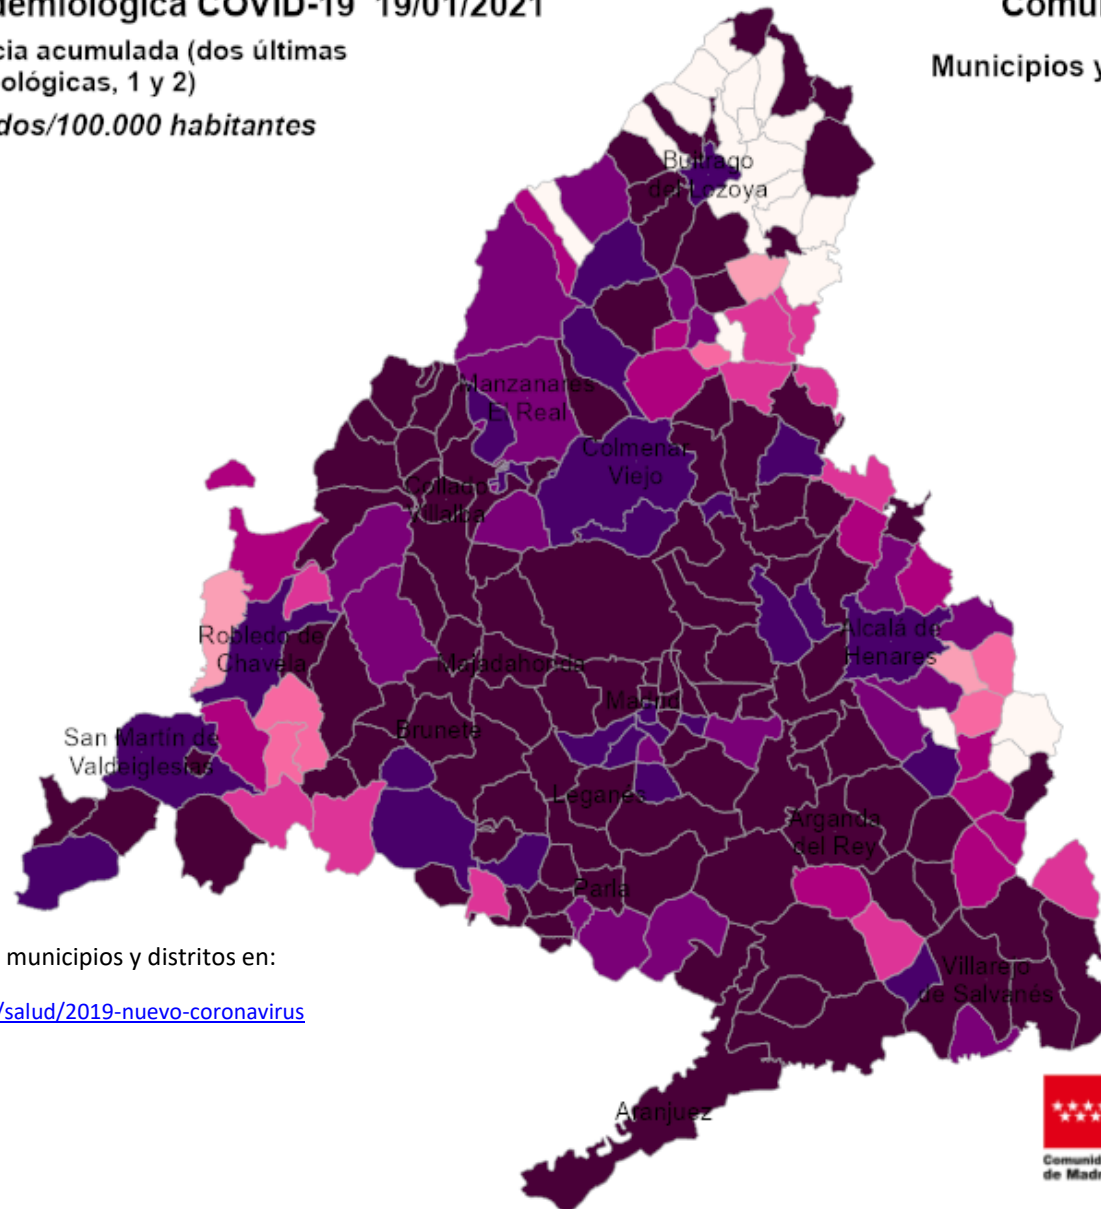 demiológica COVID-19 19/01/2021
Comu
cia acumulada (dos últimas
ológicas, 1 y 2)
Municipios y
dos/100.000 habitantes
Buitrago
del Lozoya
Manzanares
El Real
Colmenar
Viejo
Collado
Villalba
Alcalá de
Henares
Robledo de
Chavela
Majadahonda
Madrid
Brunete
San Martín de
Valdeiglesias
Leganés
Arganda
del Rey
Parla
municipios y distritos en:
Villarejo
de Salvanés
/salud/2019-nuevo-coronavirus
Aranjuez
Comunid
de Madr